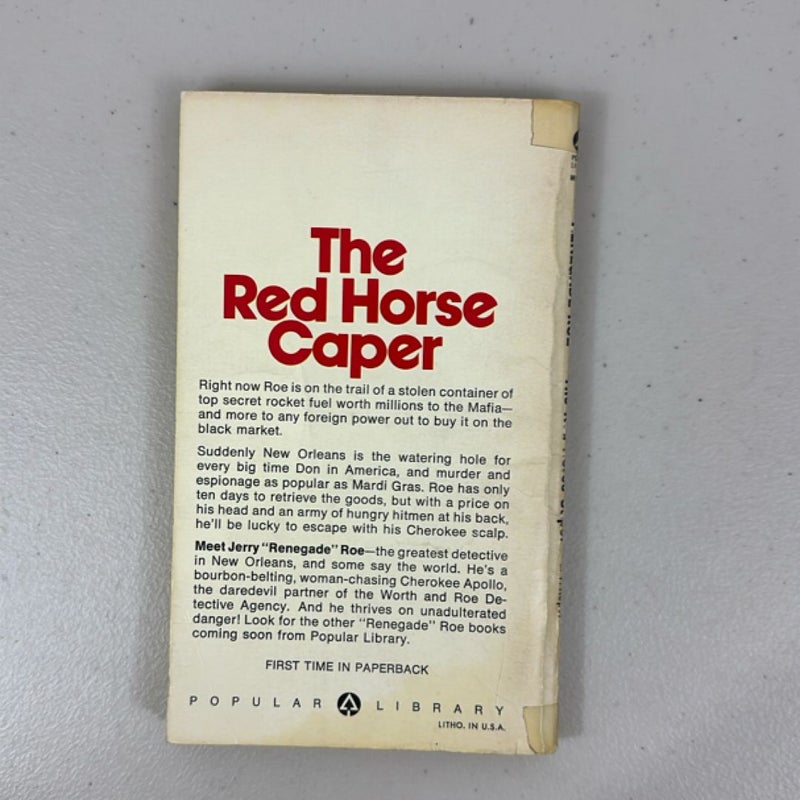 The
Red Horse
Caper
Right now Roe is on the trail of a stolen container of
top secret rocket fuel worth millions to the Mafia—
and more to any foreign power out to buy it on the
black market.
Suddenly New Orleans is the watering hole for
every big time Don in America, and murder and
espionage as popular as Mardi Gras. Roe has only
ten days to retrieve the goods, but with a price on
his head and an army of hungry hitmen at his back,
he'll be lucky to escape with his Cherokee scalp.
Meet Jerry "Renegade" Roe—the greatest detective
in New Orleans, and some say the world. He's a
bourbon-belting, woman-chasing Cherokee Apollo,
the daredevil partner of the Worth and Roe De-
tective Agency. And he thrives on unadulterated
danger! Look for the other "Renegade" Roe books
coming soon from Popular Library.
FIRST TIME IN PAPERBACK
POPULAR LIBRARY
LITHO. IN U.S.A.